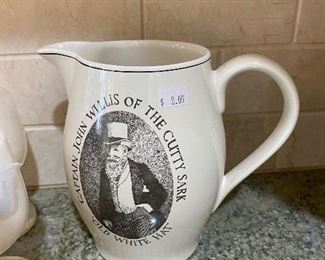 $ 8.00
CAPTAIN JOHN WILLIS OF THE CUTTY SARK
"OLD WHITE HAT"